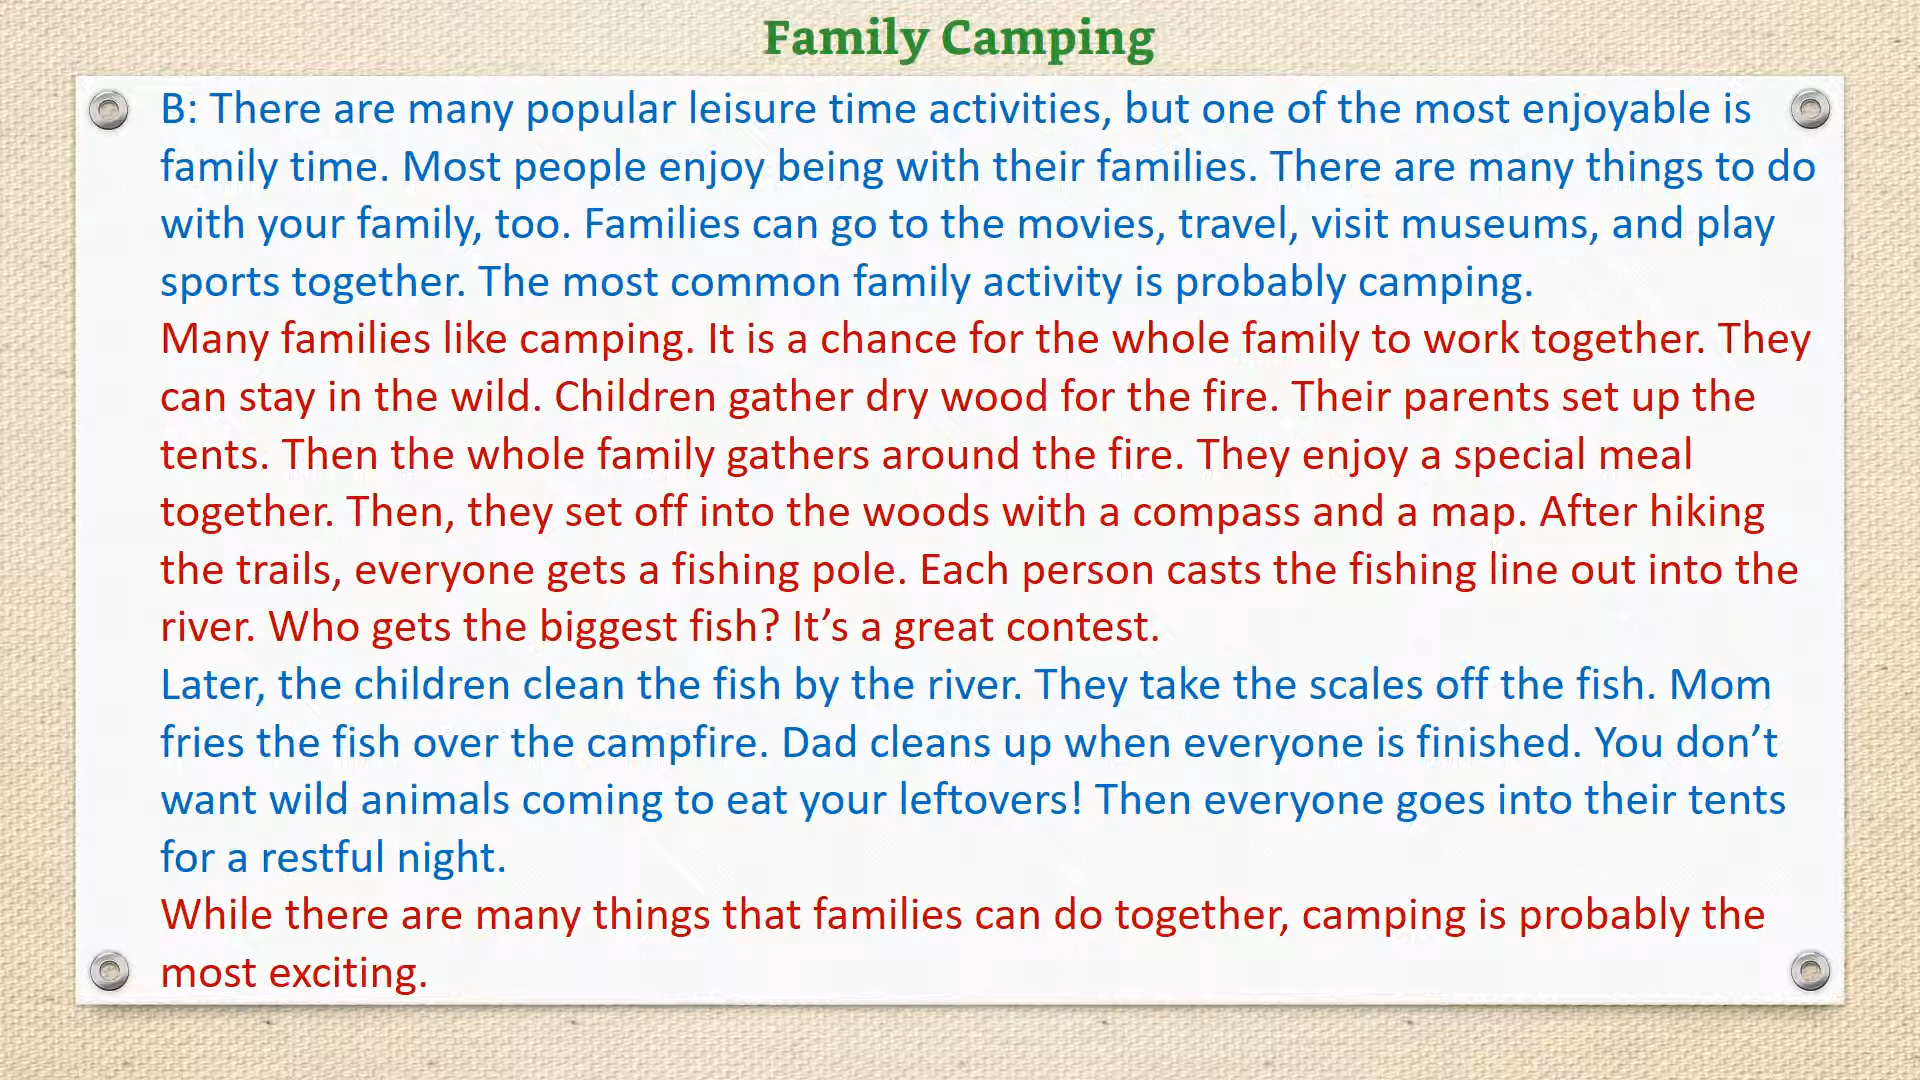 Family Camping
B: There are many popular leisure time activities, but one of the most enjoyable is
family time. Most people enjoy being with their families. There are many things to do
with your family, too. Families can go to the movies, travel, visit museums, and play
sports together. The most common family activity is probably camping.
Many families like camping. It is a chance for the whole family to work together. They
can stay in the wild. Children gather dry wood for the fire. Their parents set up the
tents. Then the whole family gathers around the fire. They enjoy a special meal
together. Then, they set off into the woods with a compass and a map. After hiking
the trails, everyone gets a fishing pole. Each person casts the fishing line out into the
river. Who gets the biggest fish? It’s a great contest.
Later, the children clean the fish by the river. They take the scales off the fish. Mom
fries the fish over the campfire. Dad cleans up when everyone is finished. You don’t
want wild animals coming to eat your leftovers! Then everyone goes into their tents
for a restful night.
While there are many things that families can do together, camping is probably the
most exciting.